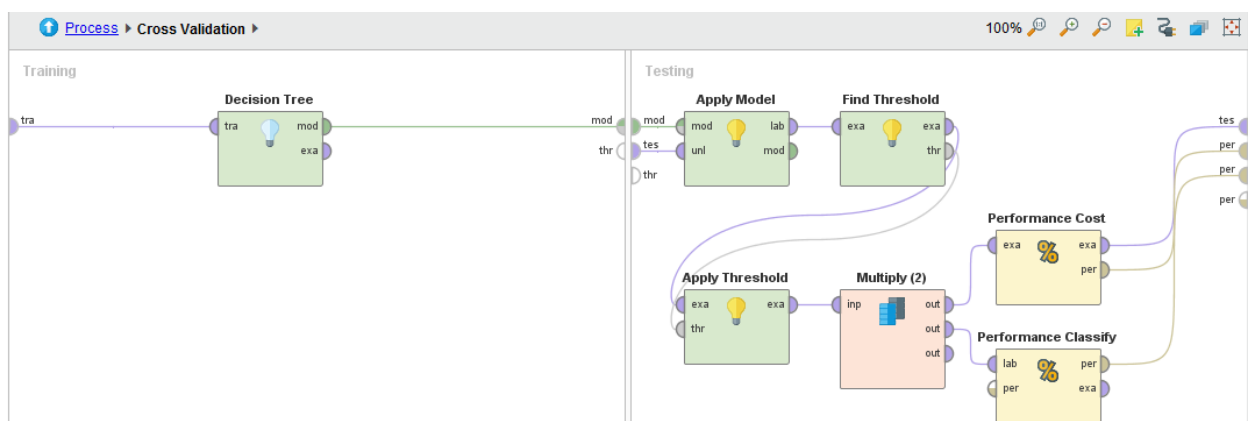 Process ▸ Cross Validation ▸ 100%
Training
Testing
Decision Tree
tra
tra mod
exa
mod
thr
mod
tes
thr
Apply Model
mod lab
unl mod
Find Threshold
exa exa
thr
tes
per
per
per
Performance Cost
exa exa
per
Apply Threshold
exa exa
thr
Multiply (2)
inp out
out
out
Performance Classify
lab per
per exa